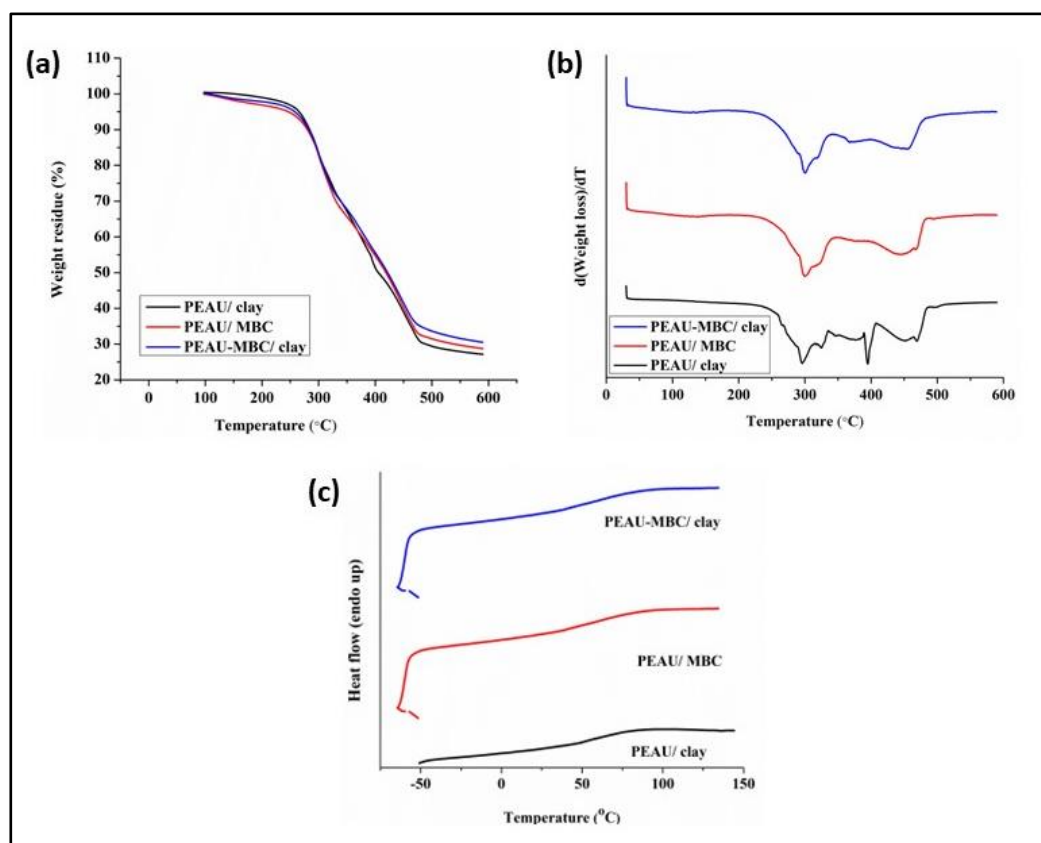 (a)
110
100
90
80
70
60
50
40
30
20
Weight residue (%)
PEAU/ clay
PEAU/ MBC
PEAU-MBC/ clay
0 100 200 300 400 500 600
Temperature (°C)
(b)
d(Weight loss)/dT
PEAU-MBC/ clay
PEAU/ MBC
PEAU/ clay
0 100 200 300 400 500 600
Temperature (°C)
(c)
Heat flow (endo up)
PEAU-MBC/ clay
PEAU/ MBC
PEAU/ clay
-50 0 50 100 150
Temperature (°C)